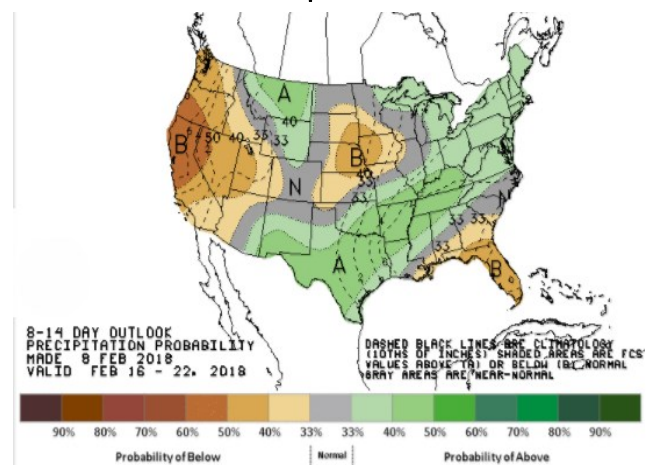 A
40
B
50
40
33
33
B
40
33
33
N
N
33
33
33
A
B
8-14 DAY OUTLOOK
PRECIPITATION PROBABILITY
MADE 8 FEB 2018
VALID FEB 16 - 22, 2018
DASHED BLACK LINES ARE CLIMATOLOGY
(10THS OF INCHES) SHADED AREAS ARE FCST
VALUES ABOVE (A) OR BELOW (B) NORMAL
GRAY AREAS ARE NEAR-NORMAL
90% 80% 70% 60% 50% 40% 33% 33% 40% 50% 60% 70% 80% 90%
Probability of Below Normal Probability of Above